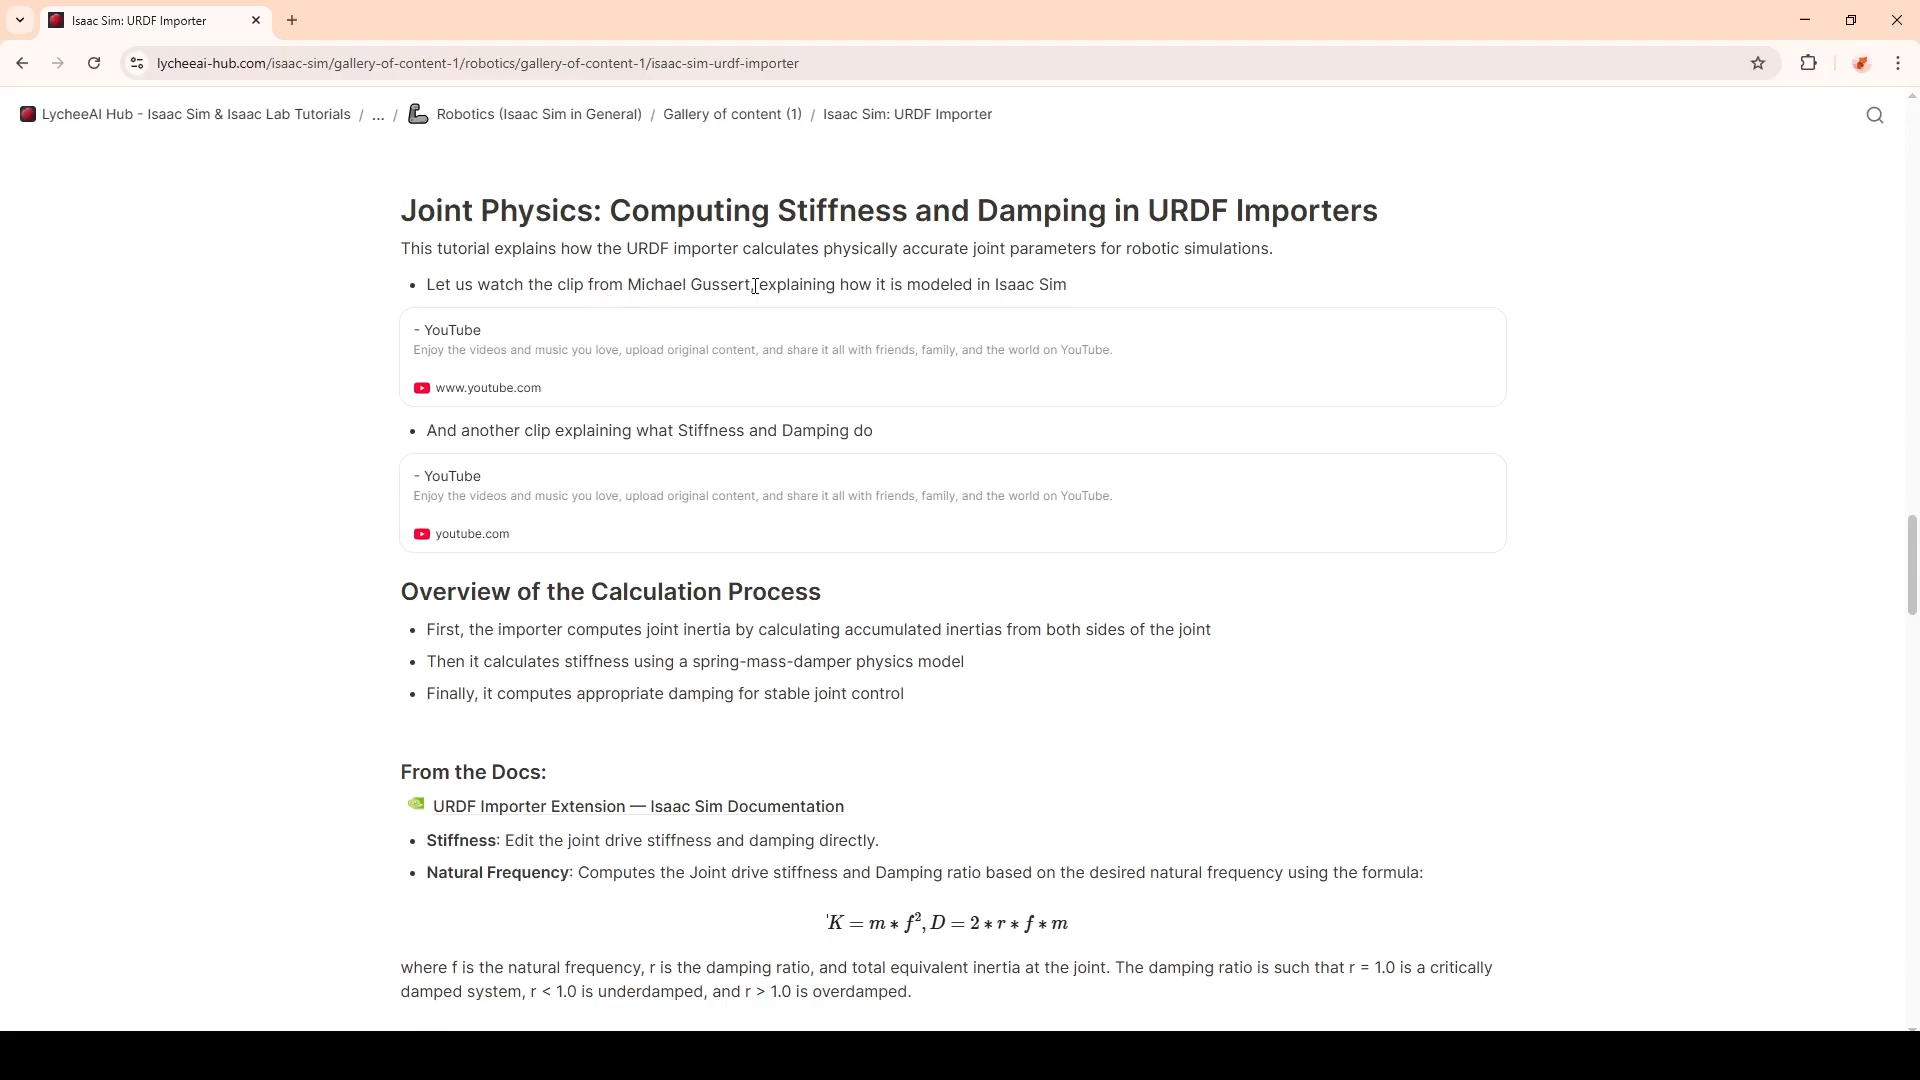 Isaac Sim: URDF Importer
lycheeai-hub.com/isaac-sim/gallery-of-content-1/robotics/gallery-of-content-1/isaac-sim-urdf-importer
LycheeAI Hub - Isaac Sim & Isaac Lab Tutorials / ... / Robotics (Isaac Sim in General) / Gallery of content (1) / Isaac Sim: URDF Importer
Joint Physics: Computing Stiffness and Damping in URDF Importers
This tutorial explains how the URDF importer calculates physically accurate joint parameters for robotic simulations.
• Let us watch the clip from Michael Gussert, explaining how it is modeled in Isaac Sim
- YouTube
Enjoy the videos and music you love, upload original content, and share it all with friends, family, and the world on YouTube.
www.youtube.com
• And another clip explaining what Stiffness and Damping do
- YouTube
Enjoy the videos and music you love, upload original content, and share it all with friends, family, and the world on YouTube.
youtube.com
Overview of the Calculation Process
• First, the importer computes joint inertia by calculating accumulated inertias from both sides of the joint
• Then it calculates stiffness using a spring-mass-damper physics model
• Finally, it computes appropriate damping for stable joint control
From the Docs:
URDF Importer Extension — Isaac Sim Documentation
• Stiffness: Edit the joint drive stiffness and damping directly.
• Natural Frequency: Computes the Joint drive stiffness and Damping ratio based on the desired natural frequency using the formula:
'K = m ∗ f², D = 2 ∗ r ∗ f ∗ m
where f is the natural frequency, r is the damping ratio, and total equivalent inertia at the joint. The damping ratio is such that r = 1.0 is a critically
damped system, r < 1.0 is underdamped, and r > 1.0 is overdamped.